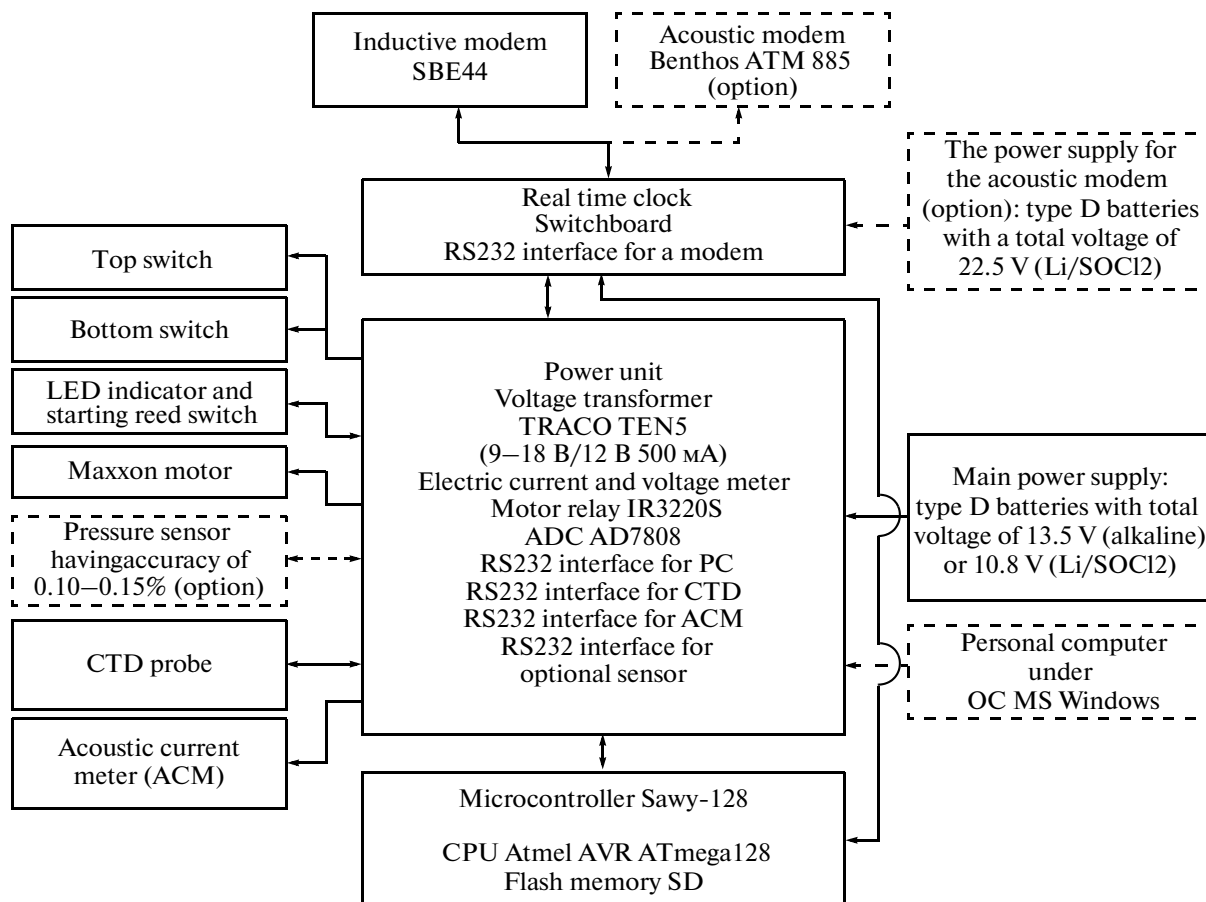 Inductive modem
SBE44
Acoustic modem
Benthos ATM 885
(option)
The power supply for
the acoustic modem
(option): type D batteries
with a total voltage of
22.5 V (Li/SOCl2)
Real time clock
Switchboard
RS232 interface for a modem
Top switch
Bottom switch
LED indicator and
starting reed switch
Maxxon motor
Pressure sensor
havingaccuracy of
0.10–0.15% (option)
CTD probe
Acoustic current
meter (ACM)
Power unit
Voltage transformer
TRACO TEN5
(9–18 В/12 В 500 мА)
Electric current and voltage meter
Motor relay IR3220S
ADC AD7808
RS232 interface for PC
RS232 interface for CTD
RS232 interface for ACM
RS232 interface for
optional sensor
Main power supply:
type D batteries with total
voltage of 13.5 V (alkaline)
or 10.8 V (Li/SOCl2)
Personal computer
under
OC MS Windows
Microcontroller Sawy-128
CPU Atmel AVR ATmega128
Flash memory SD